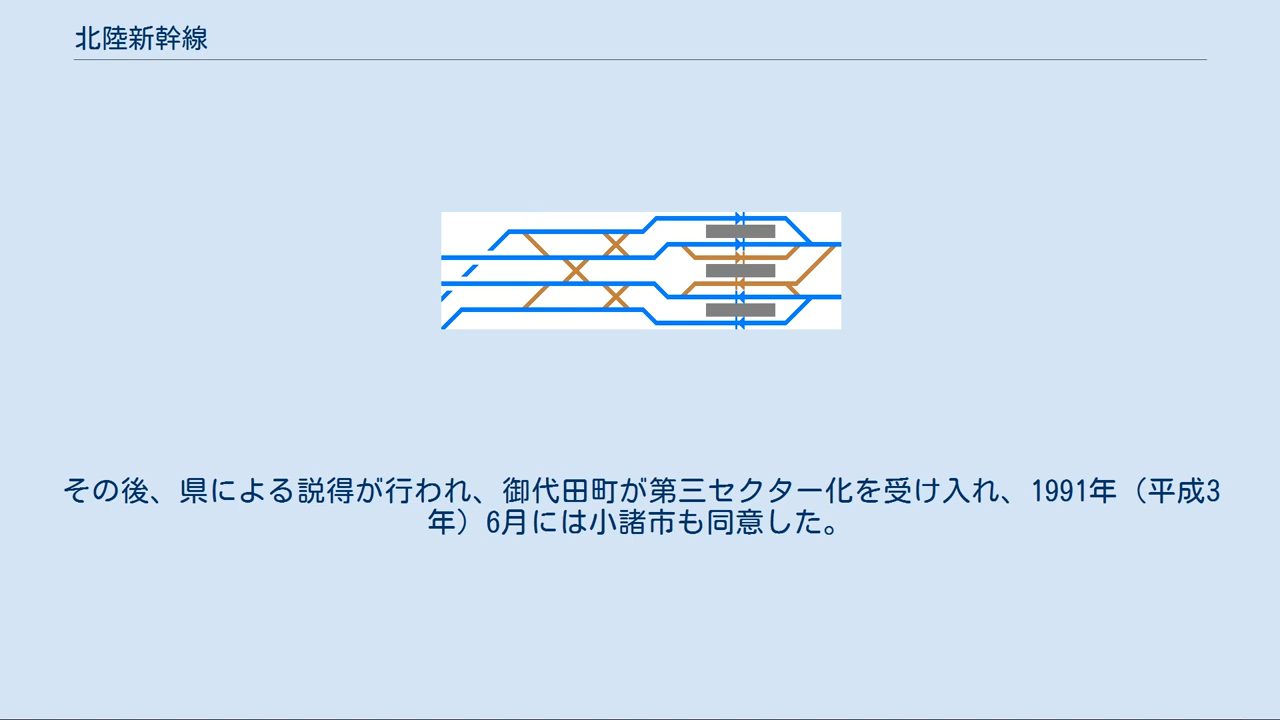 北陸新幹線
その後、県による説得が行われ、御代田町が第三セクター化を受け入れ、1991年（平成3
年）6月には小諸市も同意した。